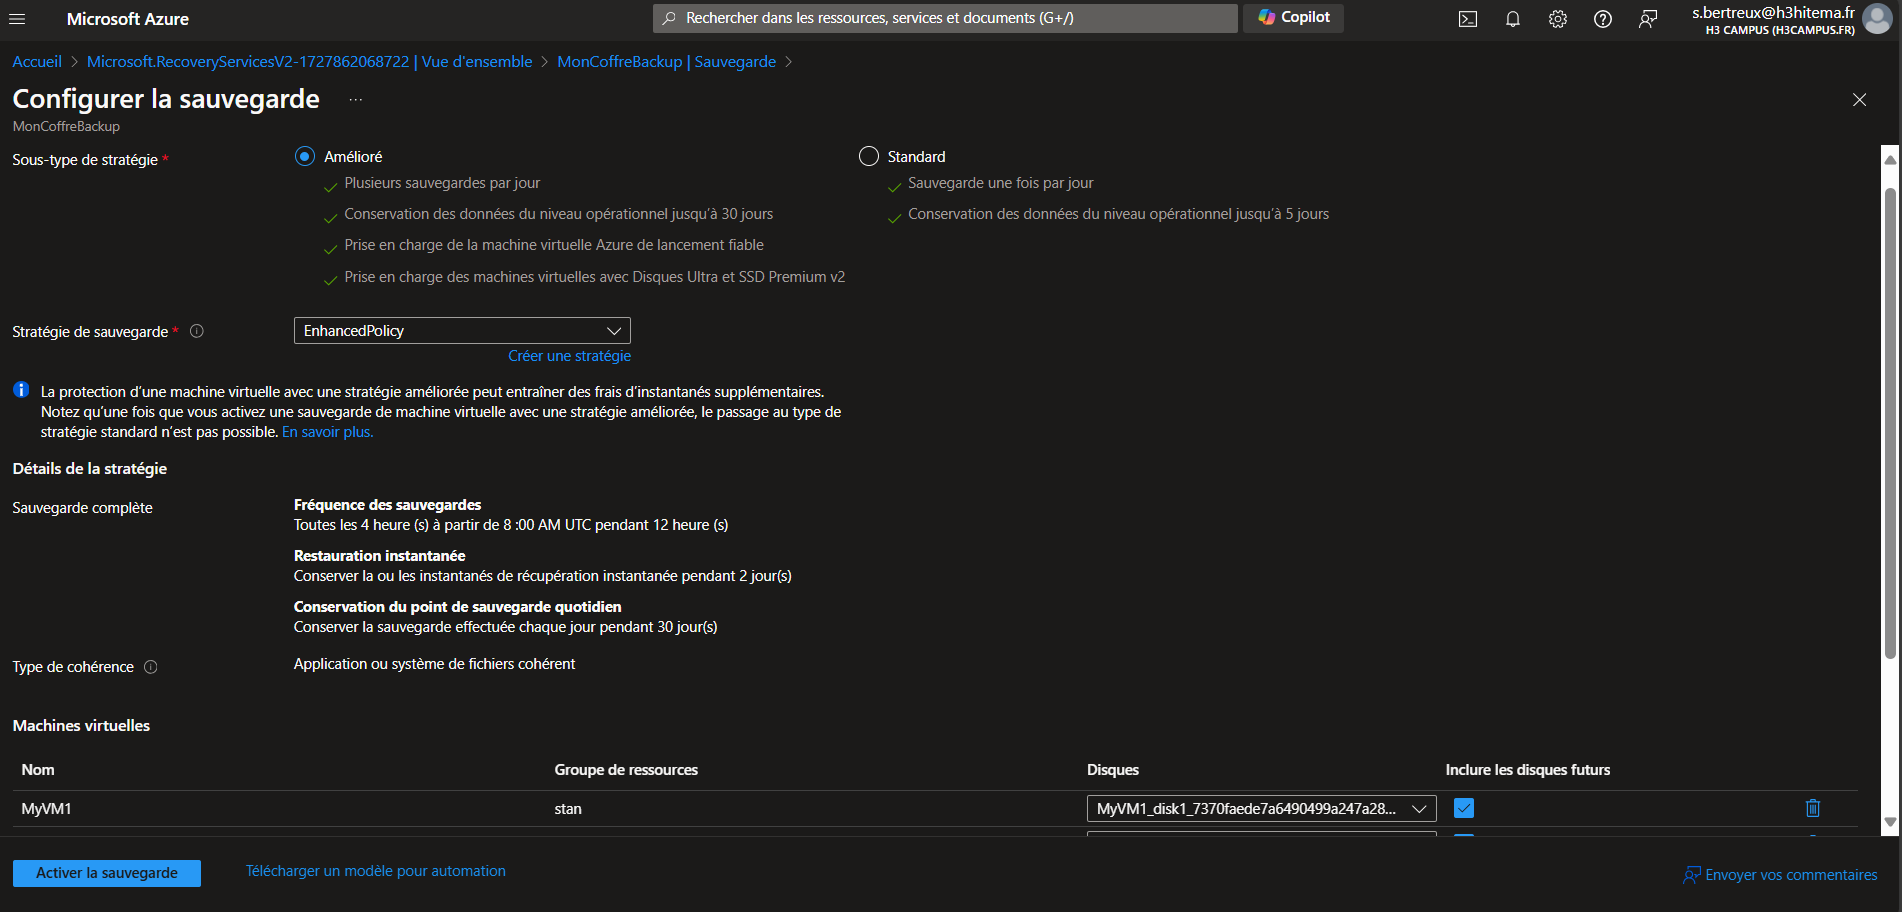 Microsoft Azure
Rechercher dans les ressources, services et documents (G+/)
Copilot
s.bertreux@h3hitema.fr
H3 CAMPUS (H3CAMPUS.FR)
Accueil > Microsoft.RecoveryServicesV2-1727862068722 | Vue d'ensemble > MonCoffreBackup | Sauvegarde >
Configurer la sauvegarde ...
MonCoffreBackup
Sous-type de stratégie *
Amélioré
Plusieurs sauvegardes par jour
Conservation des données du niveau opérationnel jusqu'à 30 jours
Prise en charge de la machine virtuelle Azure de lancement fiable
Prise en charge des machines virtuelles avec Disques Ultra et SSD Premium v2
Standard
Sauvegarde une fois par jour
Conservation des données du niveau opérationnel jusqu'à 5 jours
Stratégie de sauvegarde *
EnhancedPolicy
Créer une stratégie
La protection d'une machine virtuelle avec une stratégie améliorée peut entraîner des frais d'instantanés supplémentaires.
Notez qu'une fois que vous activez une sauvegarde de machine virtuelle avec une stratégie améliorée, le passage au type de
stratégie standard n'est pas possible. En savoir plus.
Détails de la stratégie
Sauvegarde complète
Fréquence des sauvegardes
Toutes les 4 heure (s) à partir de 8 :00 AM UTC pendant 12 heure (s)
Restauration instantanée
Conserver la ou les instantanés de récupération instantanée pendant 2 jour(s)
Conservation du point de sauvegarde quotidien
Conserver la sauvegarde effectuée chaque jour pendant 30 jour(s)
Type de cohérence
Application ou système de fichiers cohérent
Machines virtuelles
Nom Groupe de ressources Disques Inclure les disques futurs
MyVM1 stan MyVM1_disk1_7370faede7a6490499a247a28...
Activer la sauvegarde
Télécharger un modèle pour automation
Envoyer vos commentaires